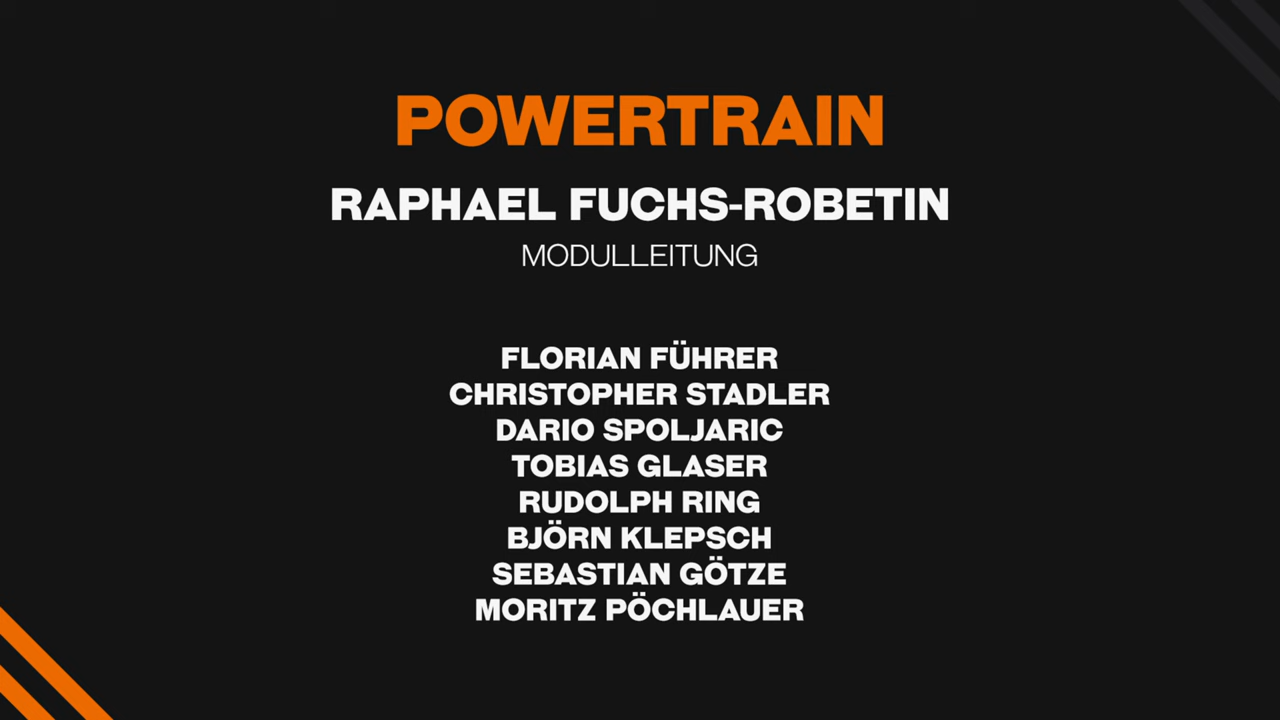 POWERTRAIN
RAPHAEL FUCHS-ROBETIN
MODULLEITUNG
FLORIAN FÜHRER
CHRISTOPHER STADLER
DARIO SPOLJARIC
TOBIAS GLASER
RUDOLPH RING
BJÖRN KLEPSCH
SEBASTIAN GÖTZE
MORITZ PÖCHLAUER